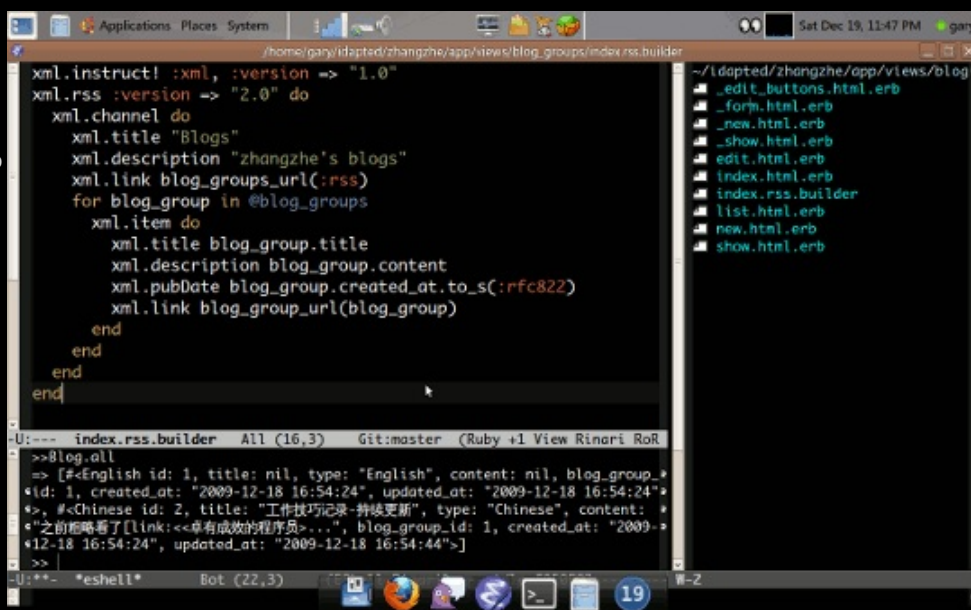 Applications Places System
Sat Dec 19, 11:47 PM
/home/gary/idapted/zhangzhe/app/views/blog_groups/index.rss.builder
xml.instruct! :xml, :version => "1.0"
xml.rss :version => "2.0" do
xml.channel do
xml.title "Blogs"
xml.description "zhangzhe's blogs"
xml.link blog_groups_url(:rss)
for blog_group in @blog_groups
xml.item do
xml.title blog_group.title
xml.description blog_group.content
xml.pubDate blog_group.created_at.to_s(:rfc822)
xml.link blog_group_url(blog_group)
end
end
end
end
-U:--- index.rss.builder All (16,3) Git:master (Ruby +1 View Rinari RoR
>>Blog.all
=> [#<English id: 1, title: nil, type: "English", content: nil, blog_group_
id: 1, created_at: "2009-12-18 16:54:24", updated_at: "2009-12-18 16:54:24"
>, #<Chinese id: 2, title: "工作技巧记录-持续更新", type: "Chinese", content:
"之前粗略看了[link:<<卓有成效的程序员>...", blog_group_id: 1, created_at: "2009-
12-18 16:54:24", updated_at: "2009-12-18 16:54:44">]
>>
-U:**- *eshell* Bot (22,3)
~/idapted/zhangzhe/app/views/blog
_edit_buttons.html.erb
_form.html.erb
_new.html.erb
_show.html.erb
edit.html.erb
index.html.erb
index.rss.builder
list.html.erb
new.html.erb
show.html.erb
W-Z
19